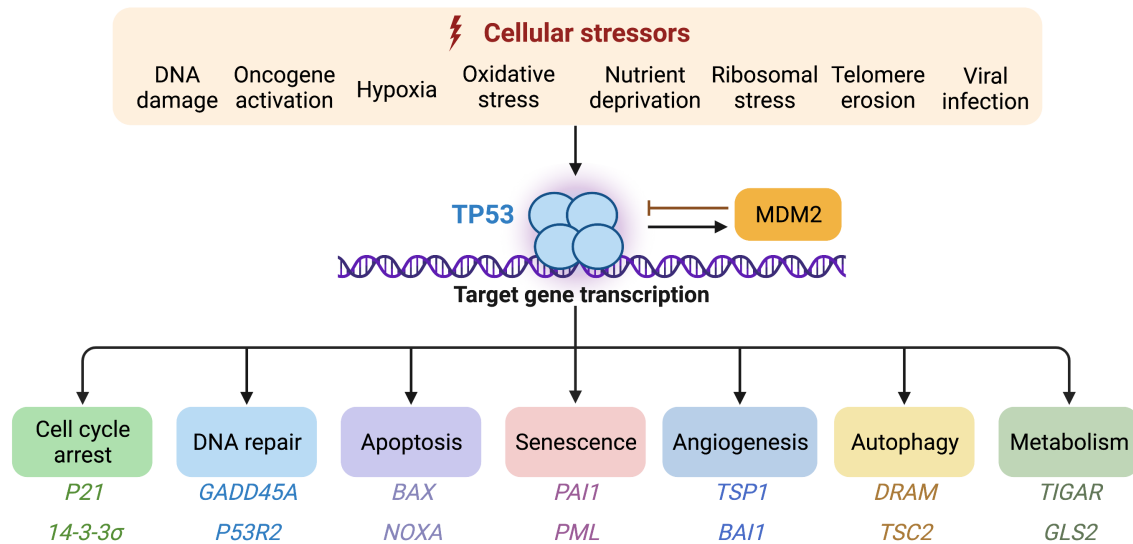 Cellular stressors
DNA
damage
Oncogene
activation
Hypoxia
Oxidative
stress
Nutrient
deprivation
Ribosomal
stress
Telomere
erosion
Viral
infection
TP53
MDM2
Target gene transcription
Cell cycle
arrest
P21
14-3-3σ
DNA repair
GADD45A
P53R2
Apoptosis
BAX
NOXA
Senescence
PAI1
PML
Angiogenesis
TSP1
BAI1
Autophagy
DRAM
TSC2
Metabolism
TIGAR
GLS2